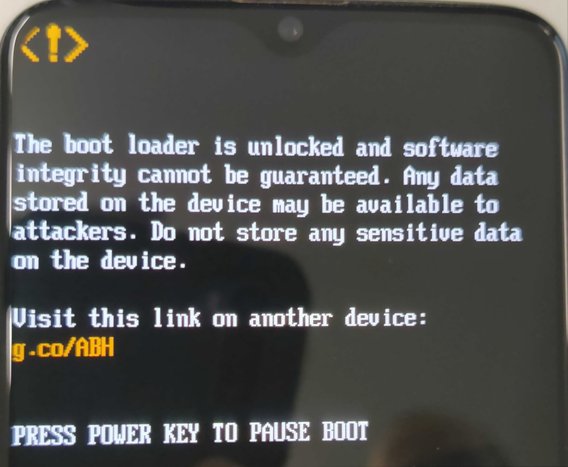 <!>
The boot loader is unlocked and software
integrity cannot be guaranteed. Any data
stored on the device may be available to
attackers. Do not store any sensitive data
on the device.
Visit this link on another device:
g.co/ABH
PRESS POWER KEY TO PAUSE BOOT